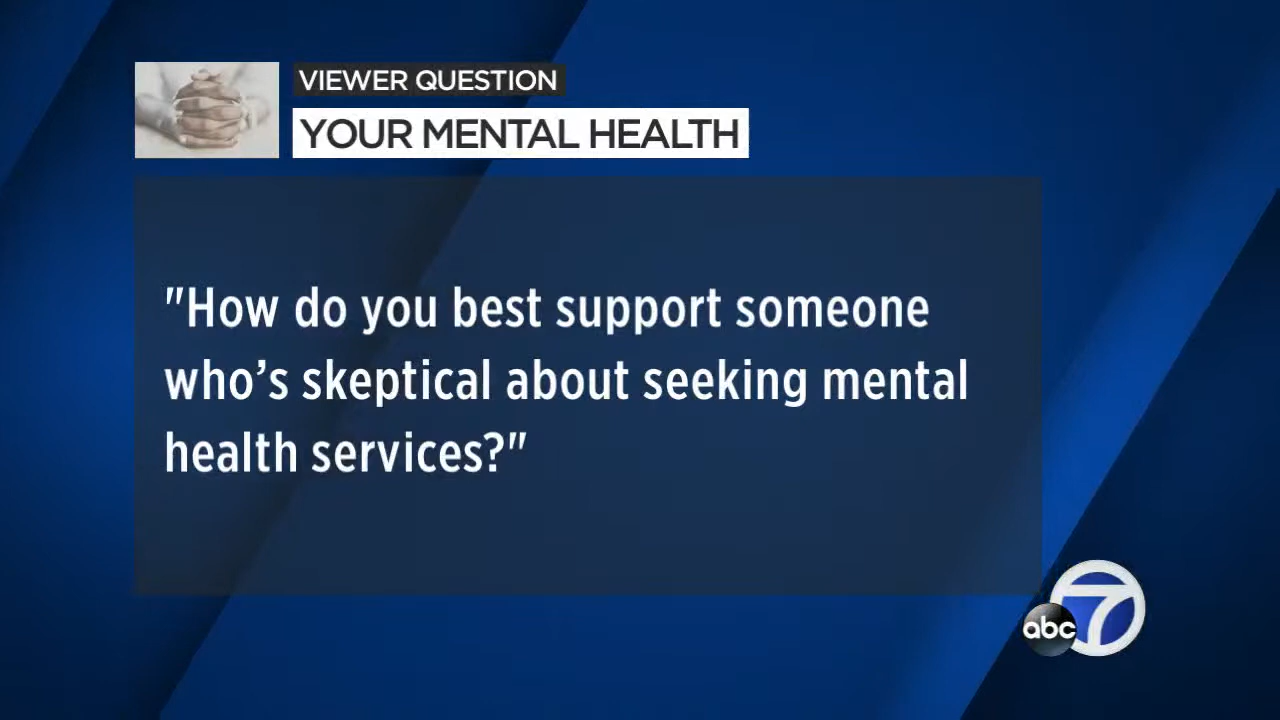 VIEWER QUESTION
YOUR MENTAL HEALTH
"How do you best support someone
who’s skeptical about seeking mental
health services?"
abc 7